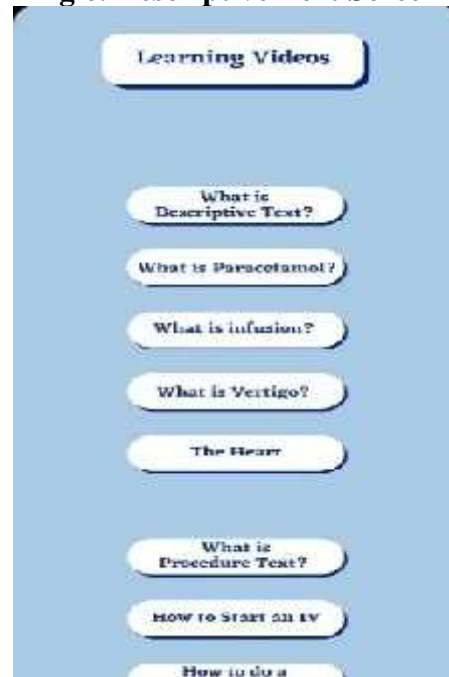 Learning Videos
What is
Descriptive Text?
What is Paracetamol?
What is infusion?
What is Vertigo?
The Heart
What is
Procedure Text?
How to Start an IV
How to do a